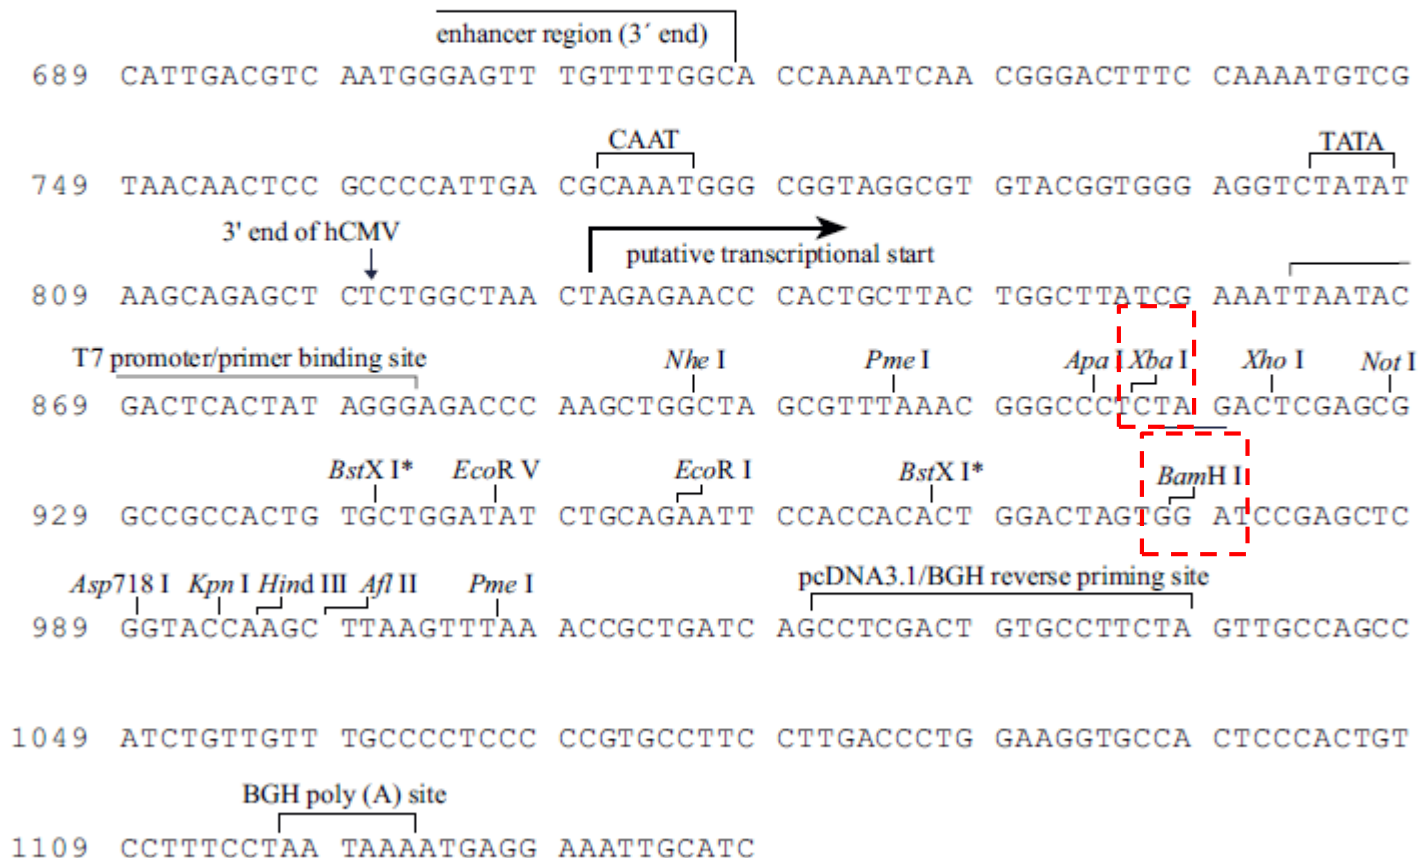 enhancer region (3´ end)
689 CATTGACGTC AATGGGAGTT TGTTTTGGCA CCAAAATCAA CGGGACTTTC CAAAATGTCG
CAAT TATA
749 TAACAACTCC GCCCCATTGA CGCAAATGGG CGGTAGGCGT GTACGGTGGG AGGTCTATAT
3' end of hCMV
putative transcriptional start
809 AAGCAGAGCT CTCTGGCTAA CTAGAGAACC CACTGCTTAC TGGCTTATCG AAATTAATAC
T7 promoter/primer binding site Nhe I Pme I Apa I Xba I Xho I Not I
869 GACTCACTAT AGGGAGACCC AAGCTGGCTA GCGTTTAAAC GGGCCCTCTA GACTCGAGCG
BstX I* EcoR V EcoR I BstX I* BamH I
929 GCCGCCACTG TGCTGGATAT CTGCAGAATT CCACCACACT GGACTAGTGG ATCCGAGCTC
Asp718 I Kpn I Hind III Afl II Pme I pcDNA3.1/BGH reverse priming site
989 GGTACCAAGC TTAAGTTTAA ACCGCTGATC AGCCTCGACT GTGCCTTCTA GTTGCCAGCC
1049 ATCTGTTGTT TGCCCCTCCC CCGTGCCTTC CTTGACCCTG GAAGGTGCCA CTCCCACTGT
BGH poly (A) site
1109 CCTTTCCTAA TAAAATGAGG AAATTGCATC